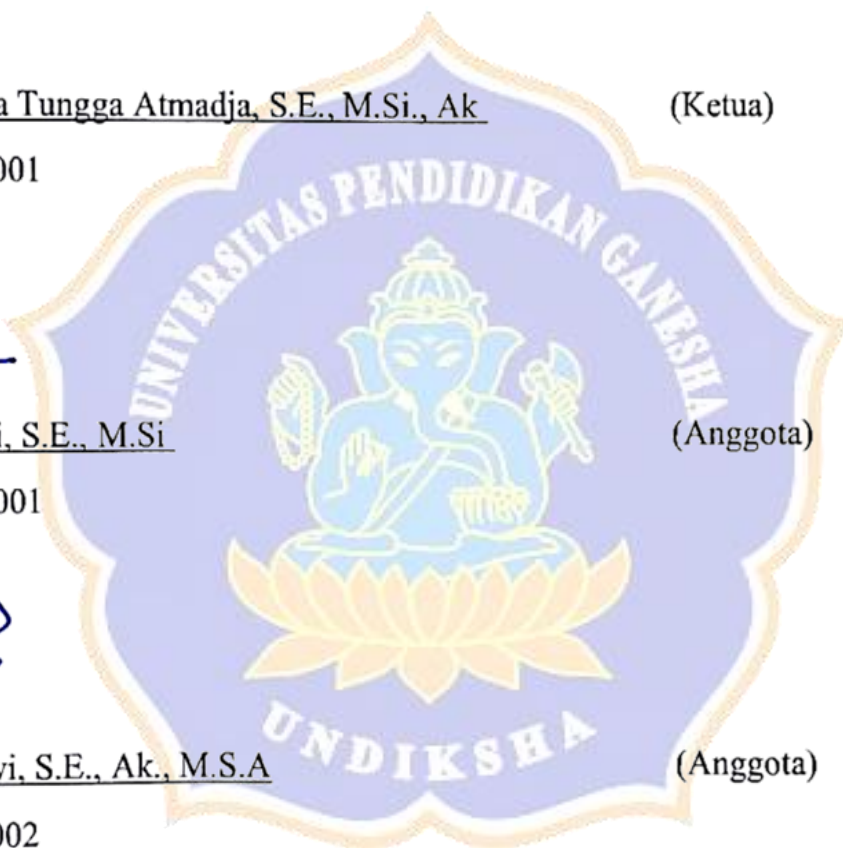 a Tungga Atmadja, S.E., M.Si., Ak (Ketua)
001
UNIVERSITAS PENDIDIKAN GANESHA
i, S.E., M.Si (Anggota)
001
UNDIKSHA
vi, S.E., Ak., M.S.A (Anggota)
002